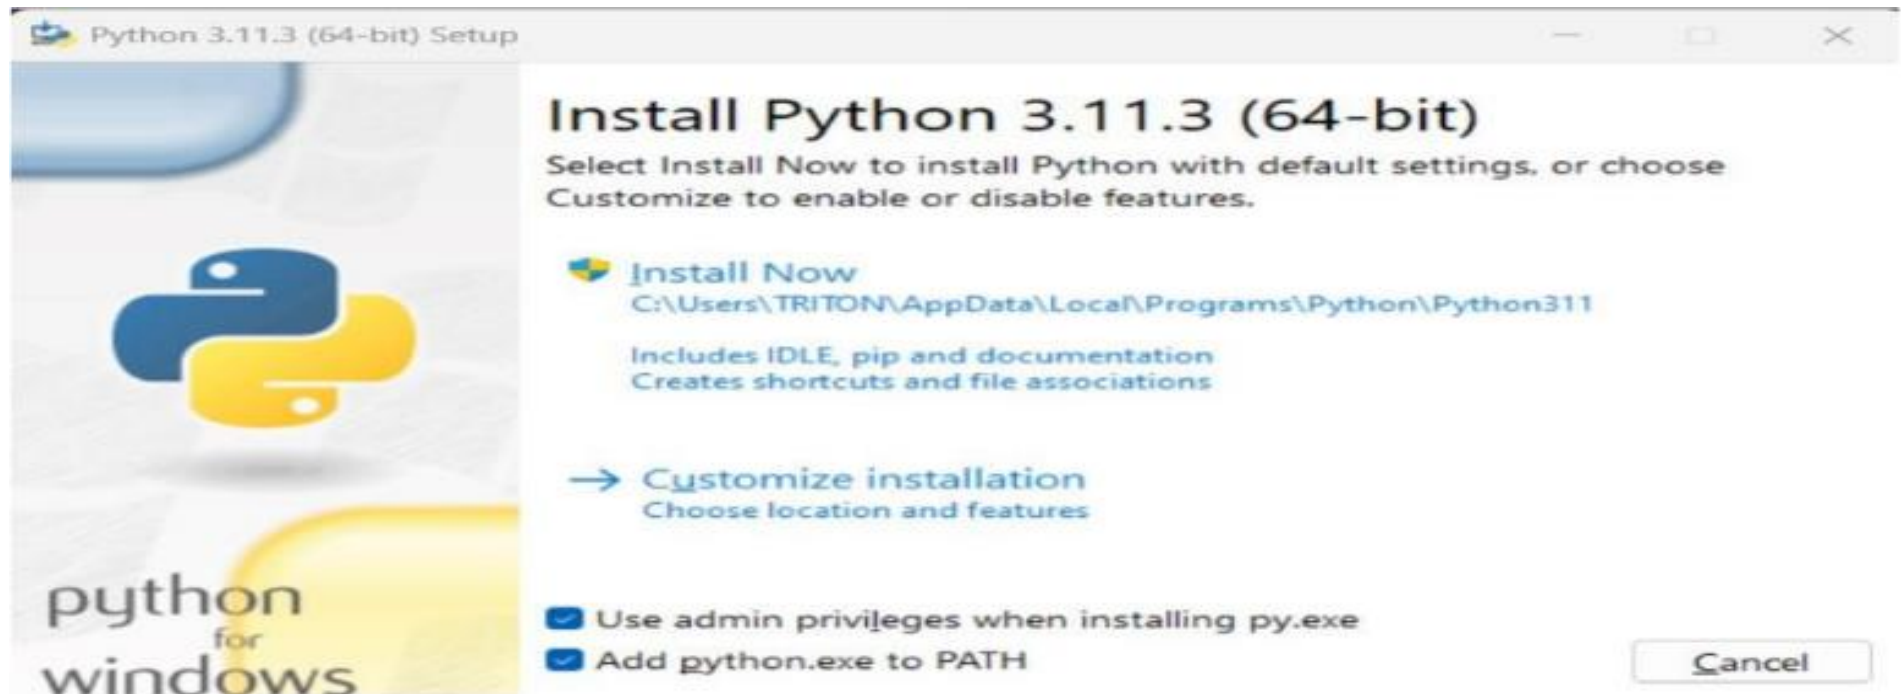 Python 3.11.3 (64-bit) Setup
Install Python 3.11.3 (64-bit)
Select Install Now to install Python with default settings, or choose
Customize to enable or disable features.
Install Now
C:\Users\TRITON\AppData\Local\Programs\Python\Python311
Includes IDLE, pip and documentation
Creates shortcuts and file associations
Customize installation
Choose location and features
python
for
windows
Use admin privileges when installing py.exe
Add python.exe to PATH
Cancel